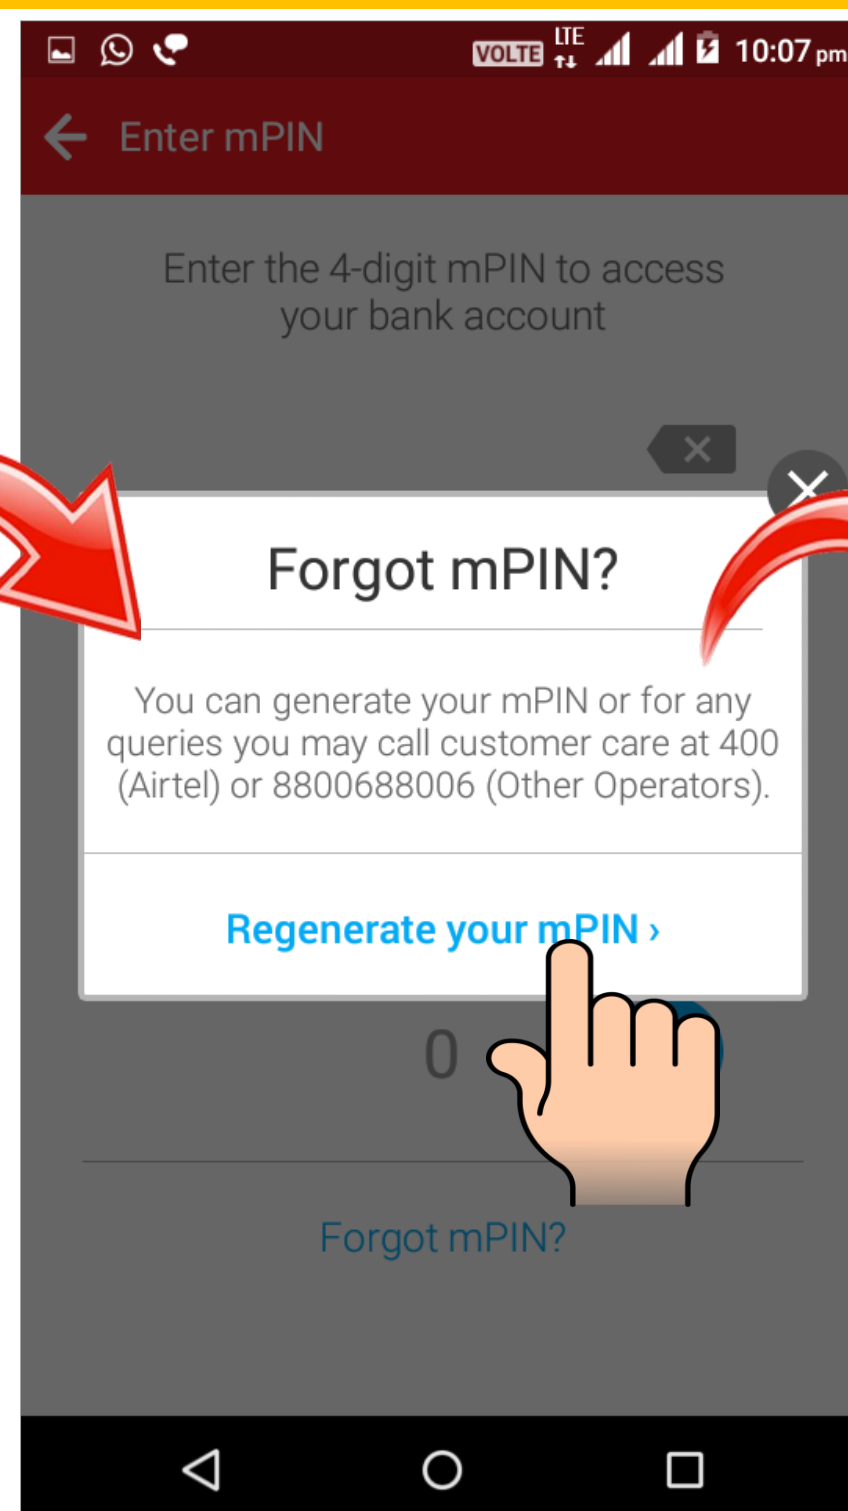 VOLTE LTE 10:07 pm
Enter mPIN
Enter the 4-digit mPIN to access
your bank account
Forgot mPIN?
You can generate your mPIN or for any
queries you may call customer care at 400
(Airtel) or 8800688006 (Other Operators).
Regenerate your mPIN ›
0
Forgot mPIN?